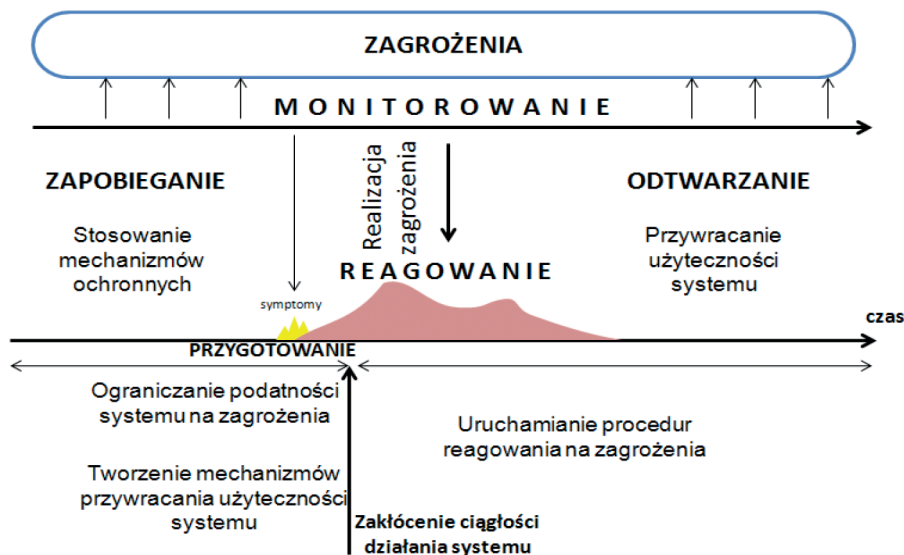 ZAGROŻENIA
MONITOROWANIE
ZAPOBIEGANIE
Stosowanie
mechanizmów
ochronnych
Realizacja
zagrożenia
ODTWARZANIE
Przywracanie
użyteczności
systemu
REAGOWANIE
symptomy
czas
PRZYGOTOWANIE
Ograniczanie podatności
systemu na zagrożenia
Tworzenie mechanizmów
przywracania użyteczności
systemu
Uruchamianie procedur
reagowania na zagrożenia
Zakłócenie ciągłości
działania systemu